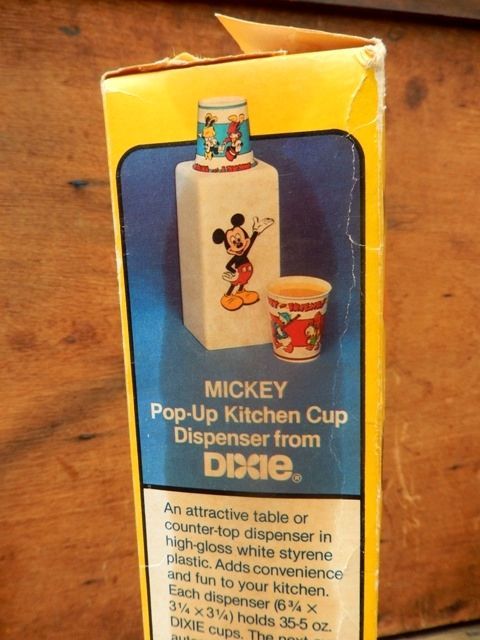 MICKEY
Pop-Up Kitchen Cup
Dispenser from
DIXIE®
An attractive table or
counter-top dispenser in
high-gloss white styrene
plastic. Adds convenience
and fun to your kitchen.
Each dispenser (6¾ ×
3¼ × 3¼) holds 35-5 oz.
DIXIE cups. The next